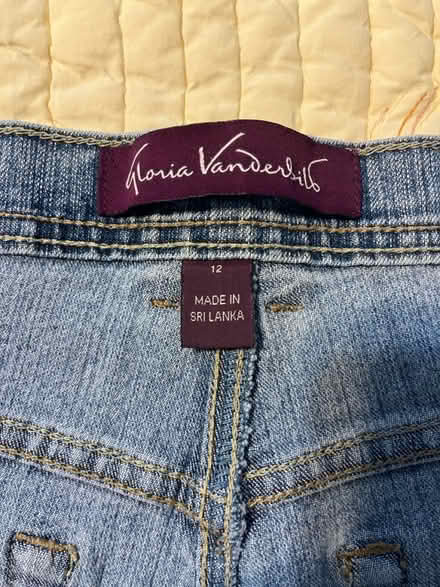 Gloria Vanderbilt
12
MADE IN
SRI LANKA